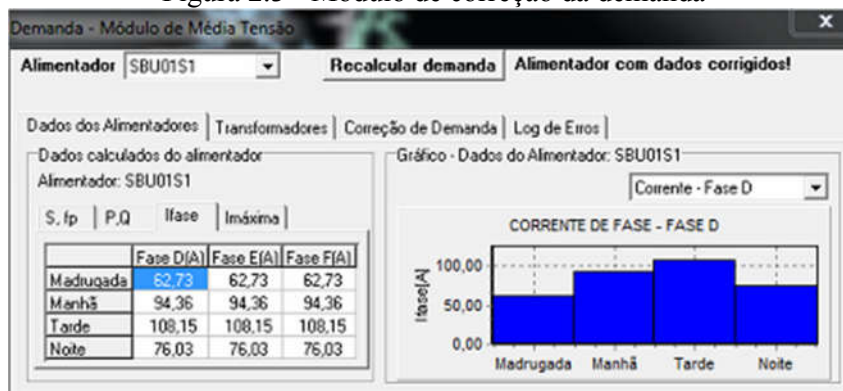 Figura 2.5 - Módulo de correção da demanda
Demanda - Módulo de Média Tensão
x
Alimentador SBU01S1 Recalcular demanda Alimentador com dados corrigidos!
Dados dos Alimentadores Transformadores Correção de Demanda Log de Erros
Dados calculados do alimentador
Alimentador: SBU01S1
S, fp P,Q Ifase Imáxima
Fase D(A) Fase E(A) Fase F(A)
Madrugada 62,73 62,73 62,73
Manhã 94,36 94,36 94,36
Tarde 108,15 108,15 108,15
Noite 76,03 76,03 76,03
Gráfico - Dados do Alimentador: SBU01S1
Corrente - Fase D
CORRENTE DE FASE - FASE D
Ifase[A]
100,00
50,00
0,00
Madrugada Manhã Tarde Noite